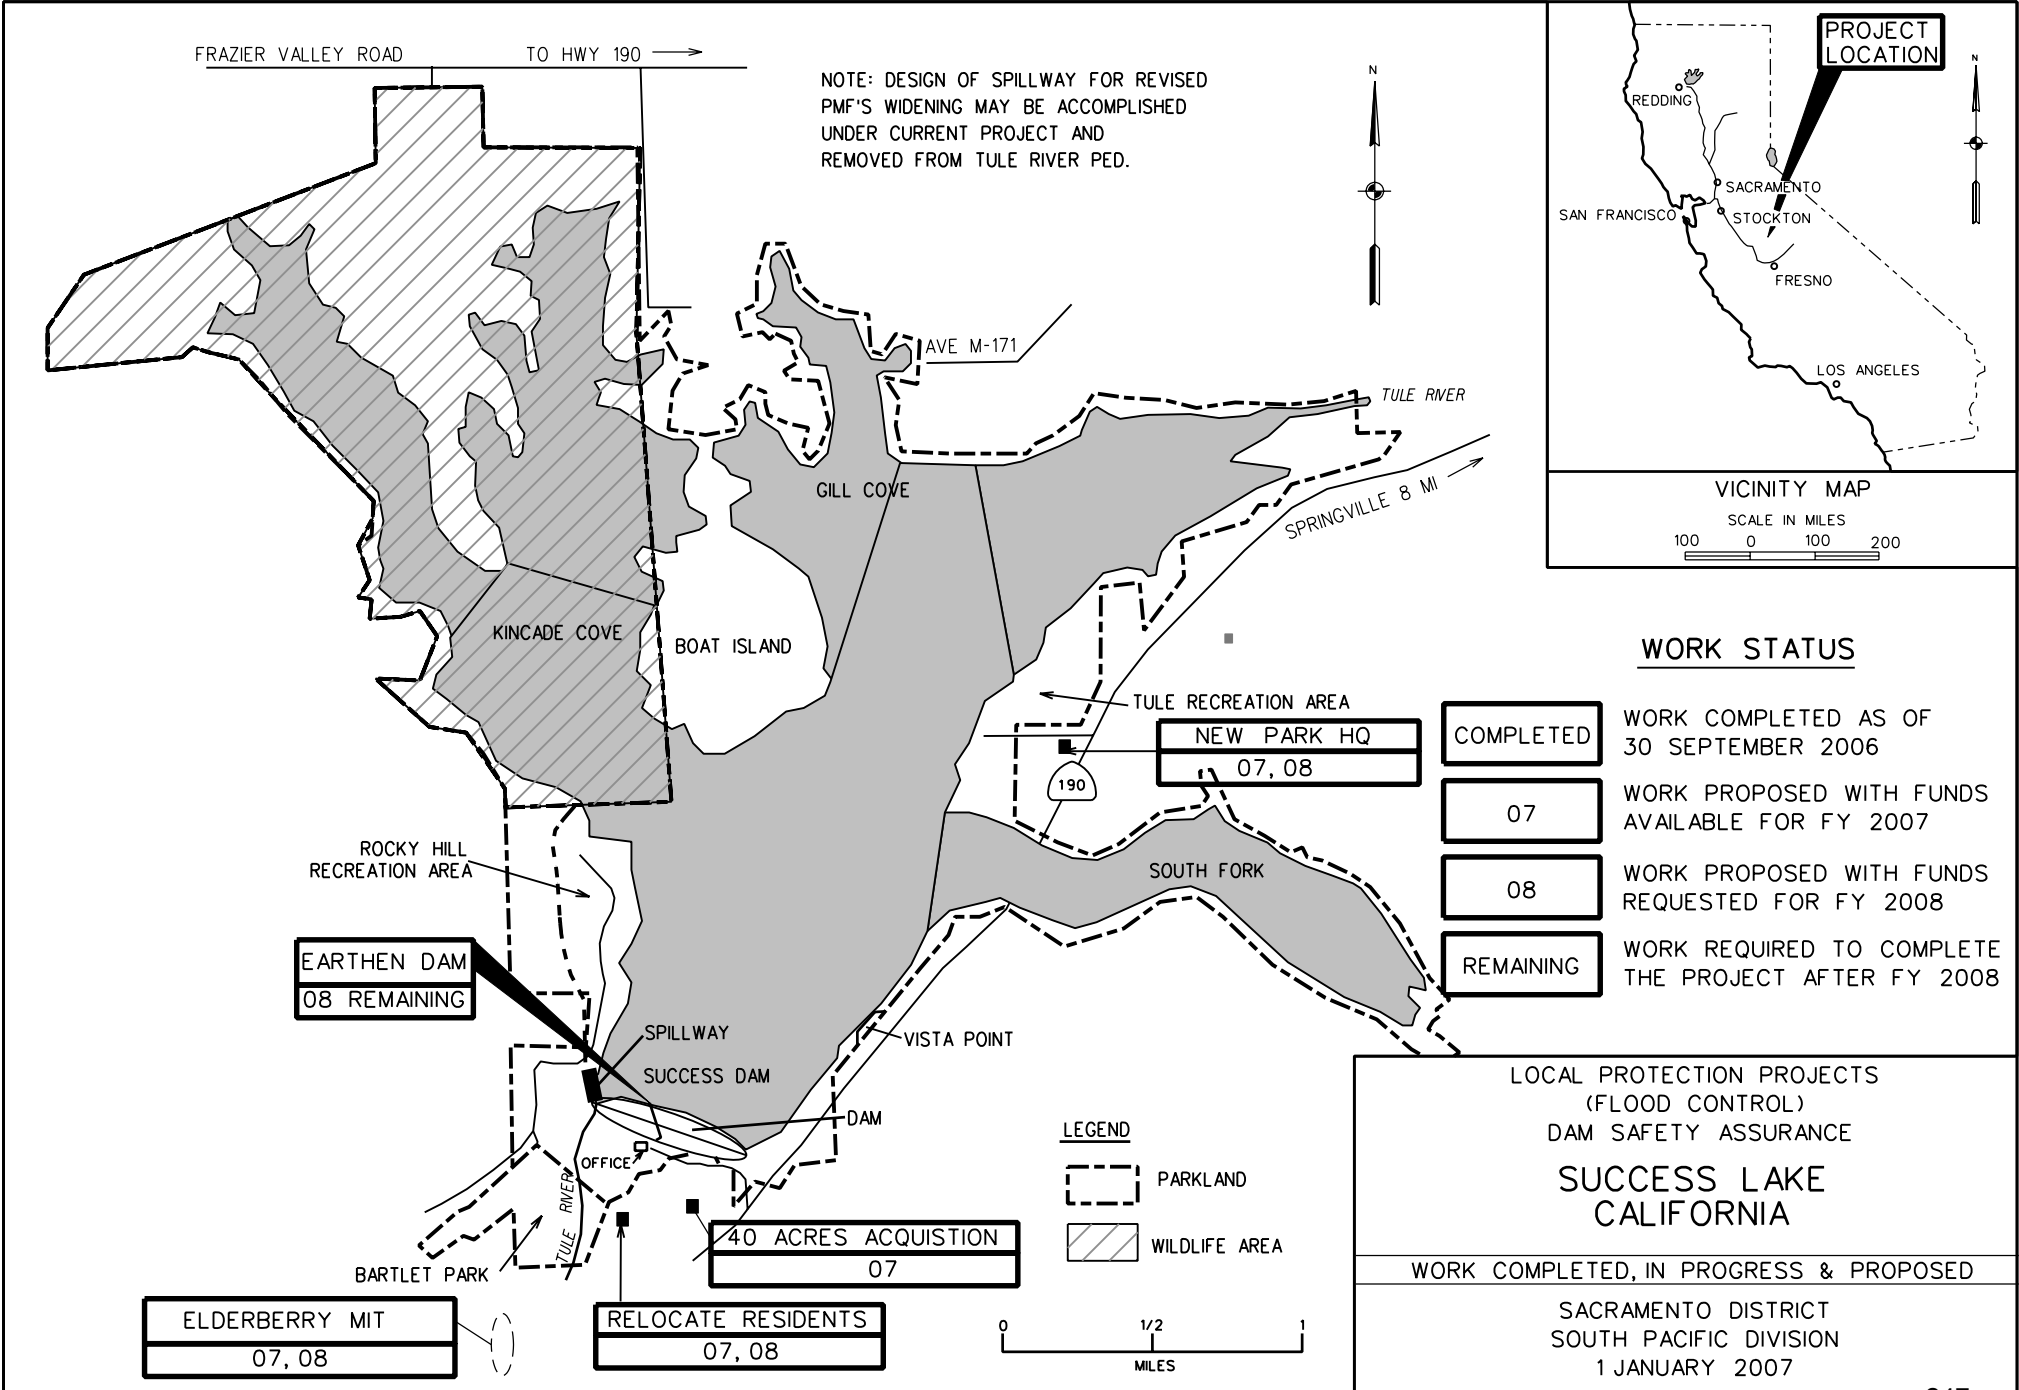 FRAZIER VALLEY ROAD
TO HWY 190
NOTE: DESIGN OF SPILLWAY FOR REVISED
PMF'S WIDENING MAY BE ACCOMPLISHED
UNDER CURRENT PROJECT AND
REMOVED FROM TULE RIVER PED.
N
PROJECT
LOCATION
N
REDDING
SACRAMENTO
SAN FRANCISCO
STOCKTON
FRESNO
LOS ANGELES
VICINITY MAP
SCALE IN MILES
100 0 100 200
AVE M-171
TULE RIVER
GILL COVE
SPRINGVILLE 8 MI
KINCADE COVE
BOAT ISLAND
TULE RECREATION AREA
NEW PARK HQ
07, 08
190
SOUTH FORK
ROCKY HILL
RECREATION AREA
EARTHEN DAM
08 REMAINING
SPILLWAY
SUCCESS DAM
VISTA POINT
DAM
OFFICE
TULE RIVER
BARTLET PARK
40 ACRES ACQUISTION
07
ELDERBERRY MIT
07, 08
RELOCATE RESIDENTS
07, 08
LEGEND
PARKLAND
WILDLIFE AREA
0 1/2 1
MILES
WORK STATUS
COMPLETED
WORK COMPLETED AS OF
30 SEPTEMBER 2006
07
WORK PROPOSED WITH FUNDS
AVAILABLE FOR FY 2007
08
WORK PROPOSED WITH FUNDS
REQUESTED FOR FY 2008
REMAINING
WORK REQUIRED TO COMPLETE
THE PROJECT AFTER FY 2008
LOCAL PROTECTION PROJECTS
(FLOOD CONTROL)
DAM SAFETY ASSURANCE
SUCCESS LAKE
CALIFORNIA
WORK COMPLETED, IN PROGRESS & PROPOSED
SACRAMENTO DISTRICT
SOUTH PACIFIC DIVISION
1 JANUARY 2007